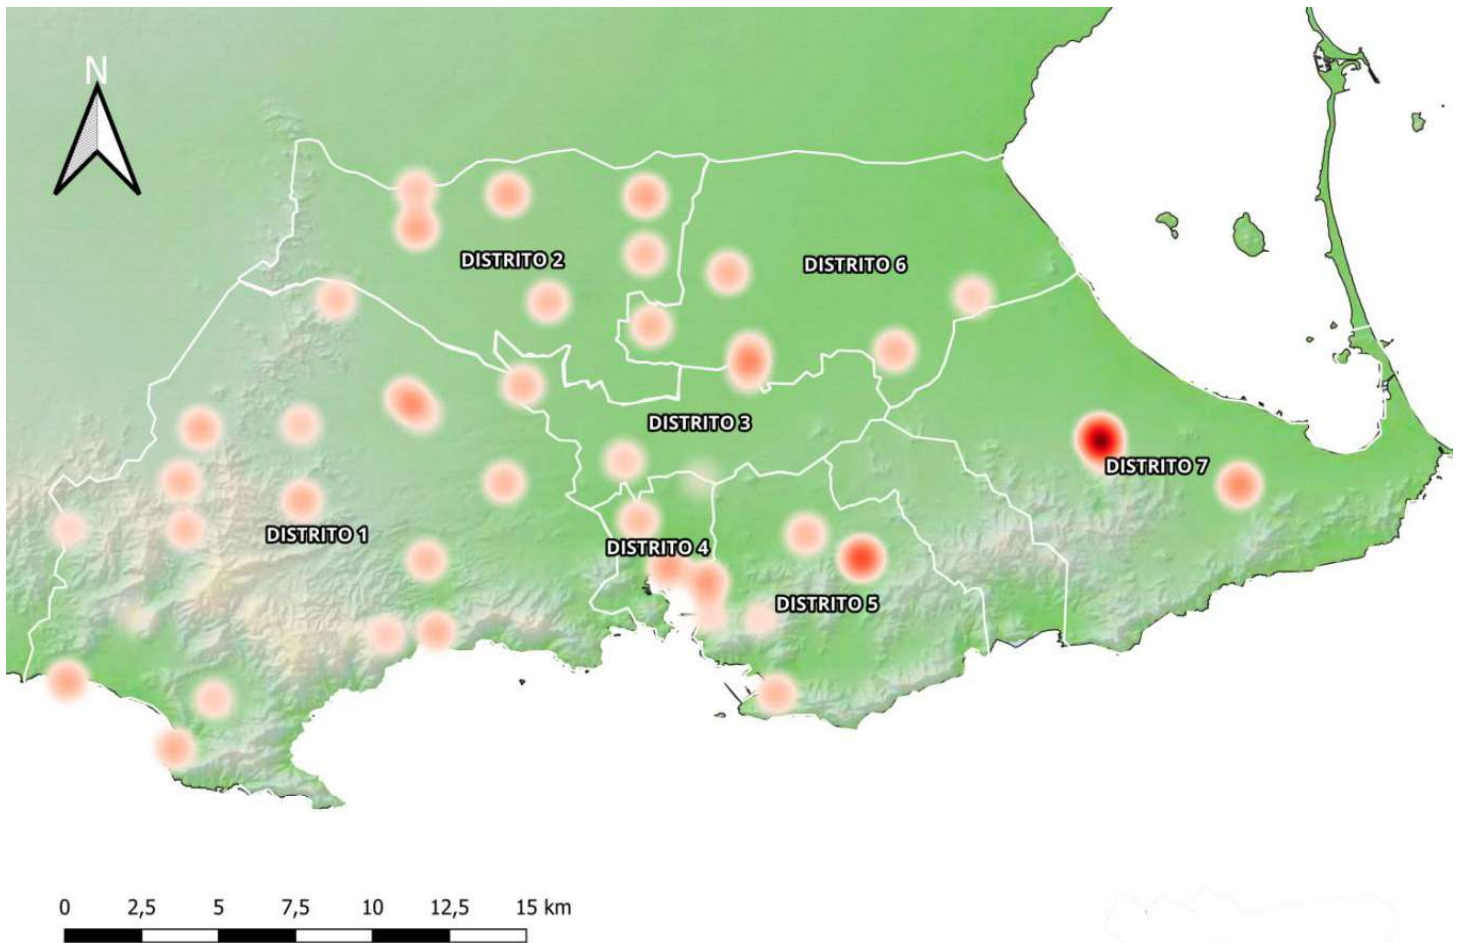 N
DISTRITO 2
DISTRITO 6
DISTRITO 3
DISTRITO 7
DISTRITO 1
DISTRITO 4
DISTRITO 5
0 2,5 5 7,5 10 12,5 15 km